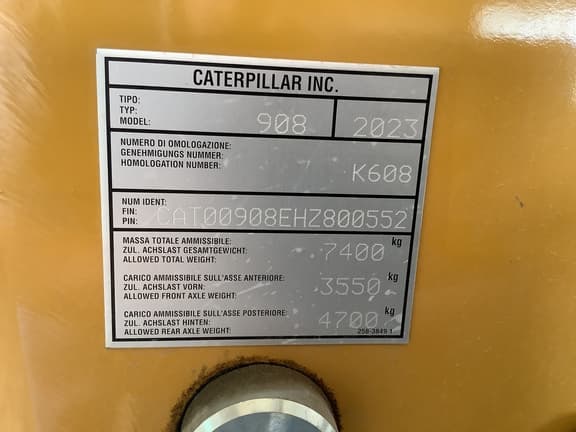 CATERPILLAR INC.
TIPO:
TYP:
MODEL: 908 2023
NUMERO DI OMOLOGAZIONE:
GENEHMIGUNGS NUMMER:
HOMOLOGATION NUMBER: K608
NUM IDENT:
FIN:
PIN: CAT00908EHZ800552
MASSA TOTALE AMMISSIBILE:
ZUL. ACHSLAST GESAMTGEWICHT:
ALLOWED TOTAL WEIGHT: 7400 kg
CARICO AMMISSIBILE SULL'ASSE ANTERIORE:
ZUL. ACHSLAST VORN:
ALLOWED FRONT AXLE WEIGHT: 3550 kg
CARICO AMMISSIBILE SULL'ASSE POSTERIORE:
ZUL. ACHSLAST HINTEN:
ALLOWED REAR AXLE WEIGHT: 4700 kg
258-3849 1